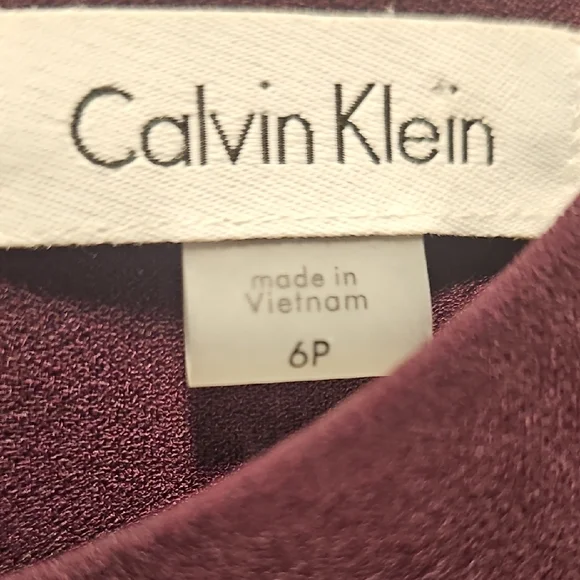 Calvin Klein
made in
Vietnam
6P